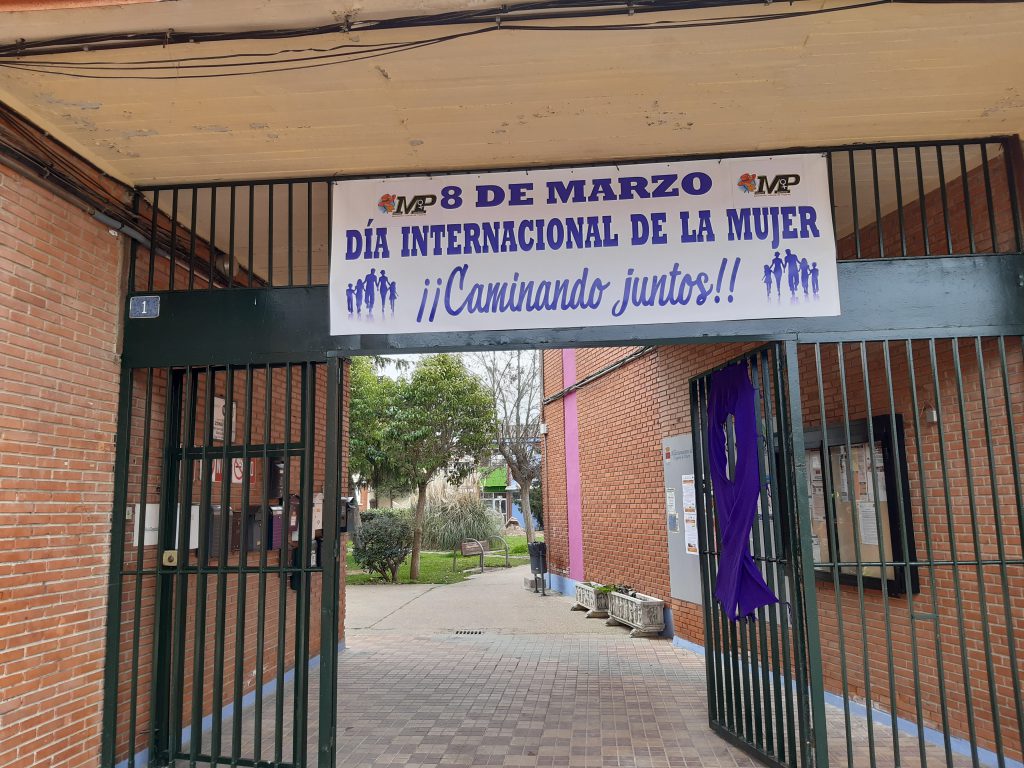 MP 8 DE MARZO MP
DÍA INTERNACIONAL DE LA MUJER
¡¡Caminando juntos!!
1